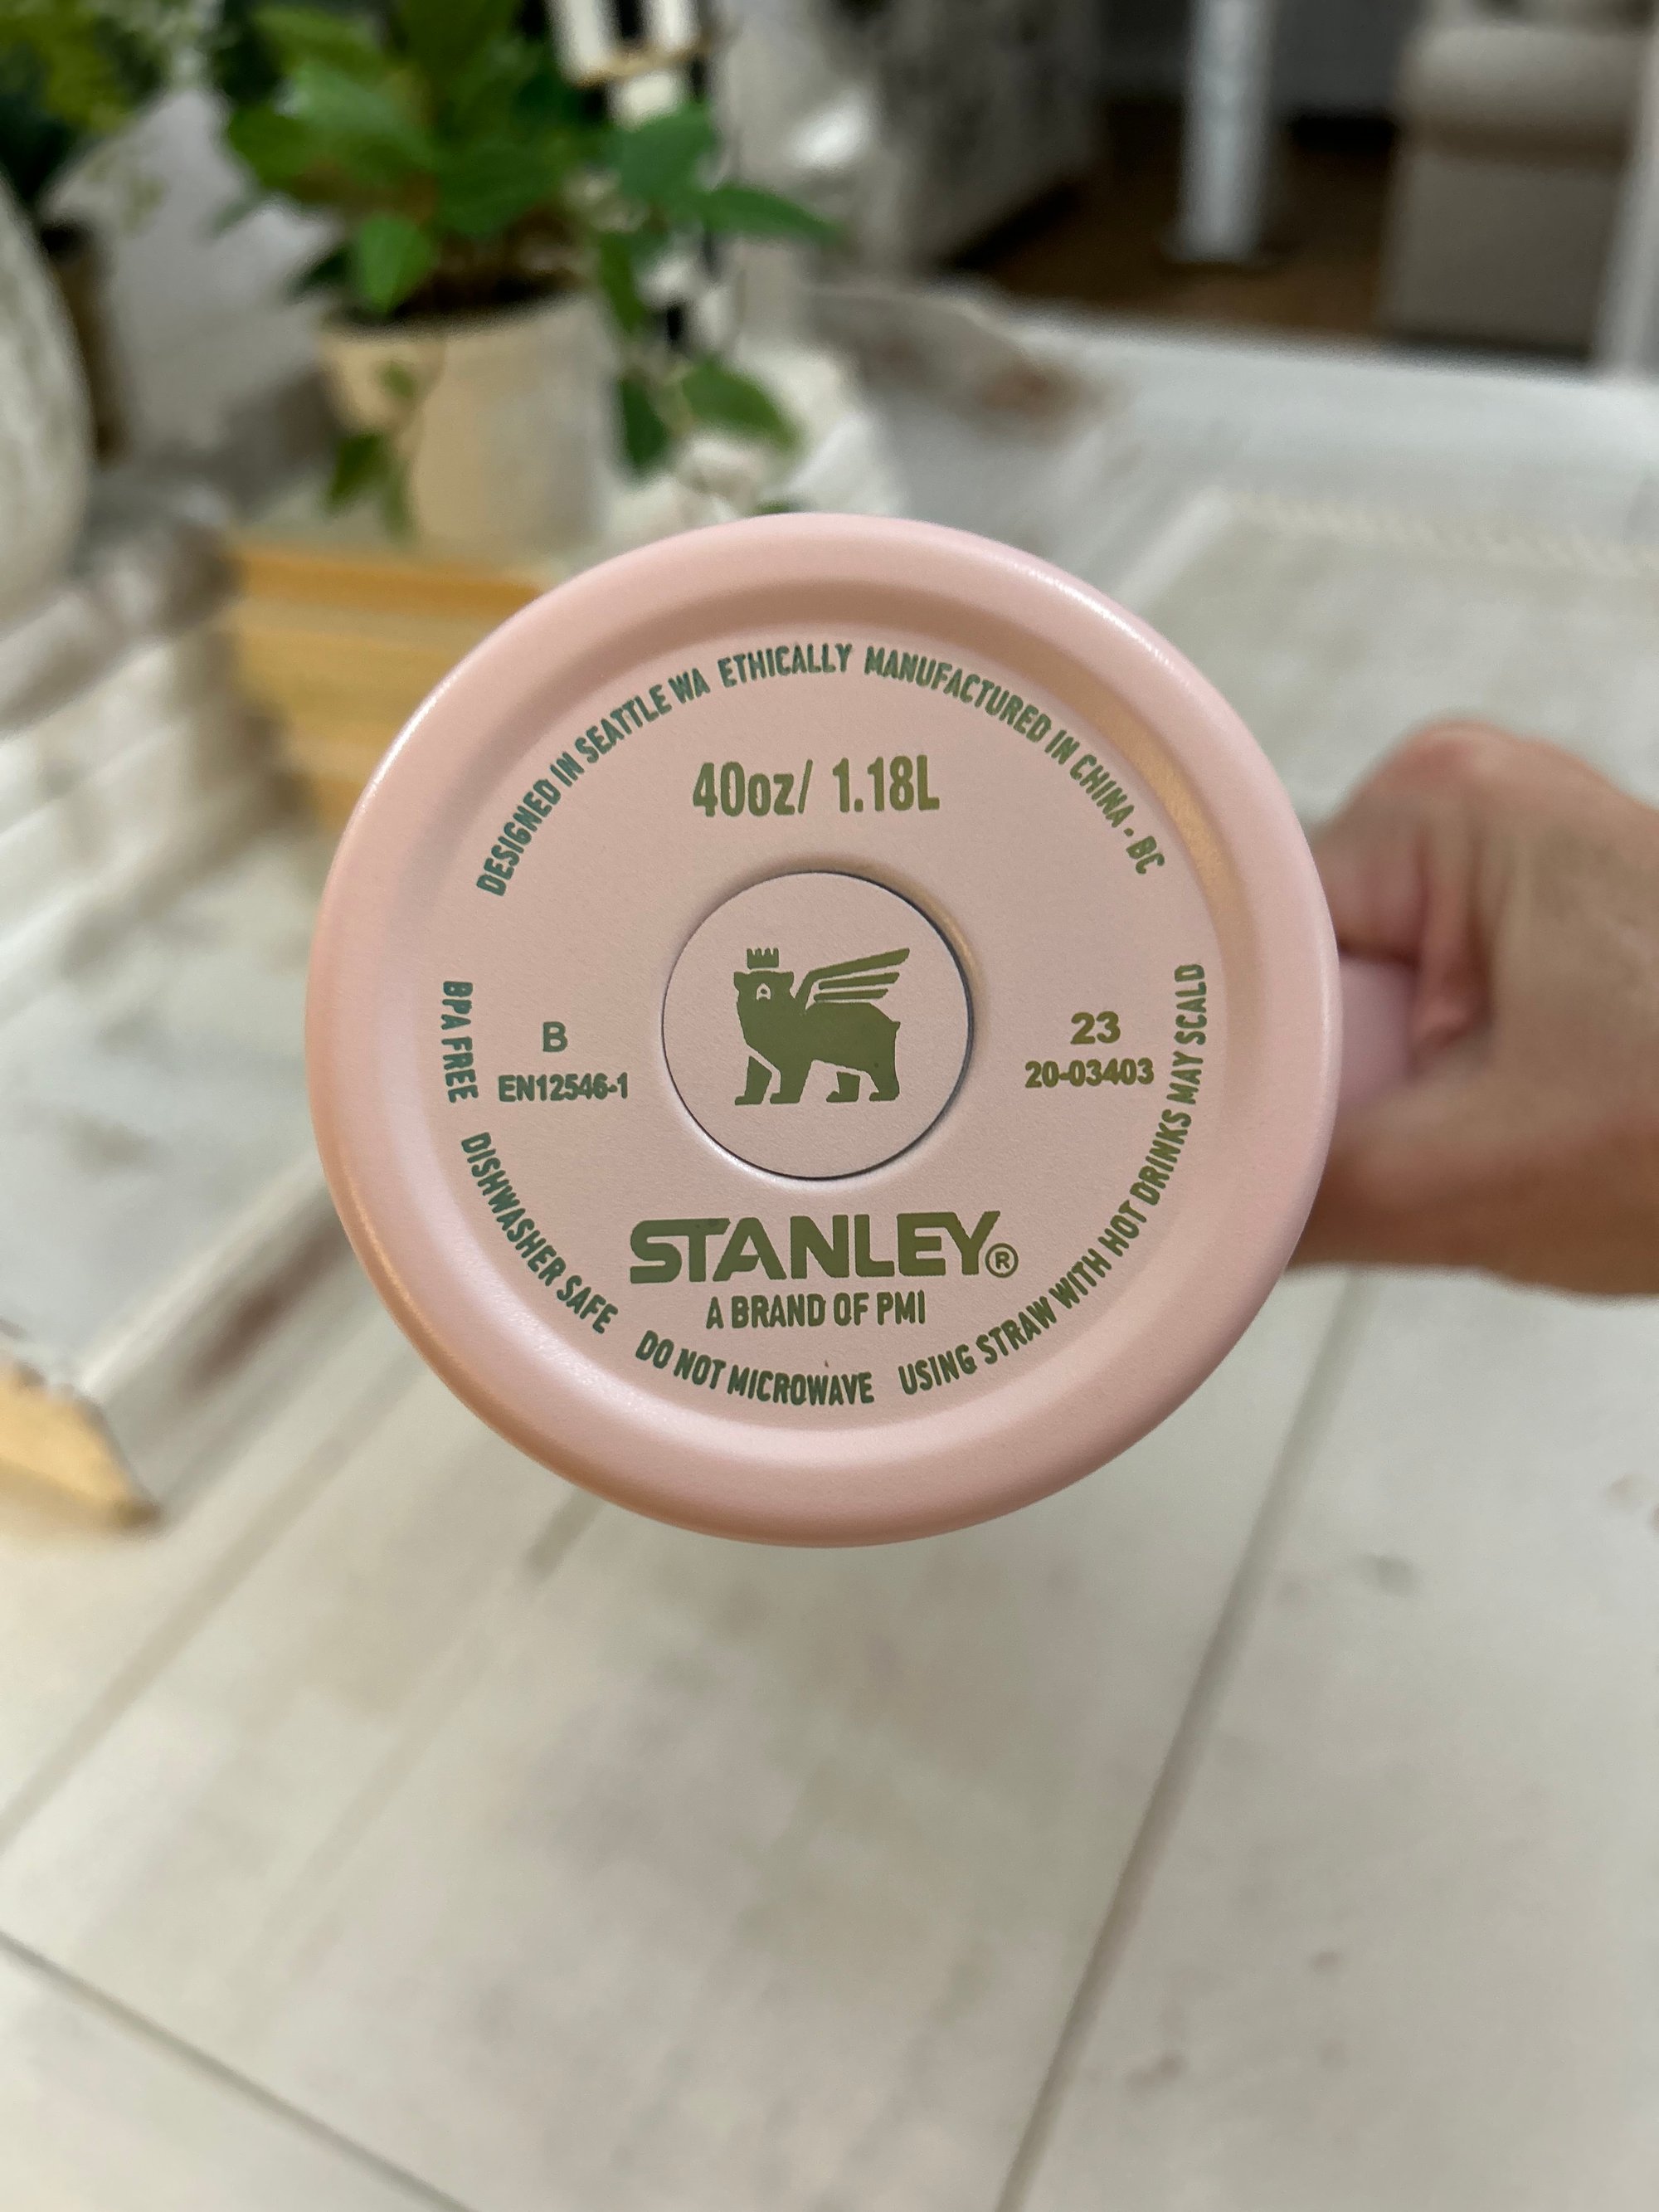 DESIGNED IN SEATTLE WA ETHICALLY MANUFACTURED IN CHINA - BC
40oz/ 1.18L
B
EN12546-1
23
20-03403
STANLEY®
A BRAND OF PMI
BPA FREE DISHWASHER SAFE DO NOT MICROWAVE USING STRAW WITH HOT DRINKS MAY SCALD